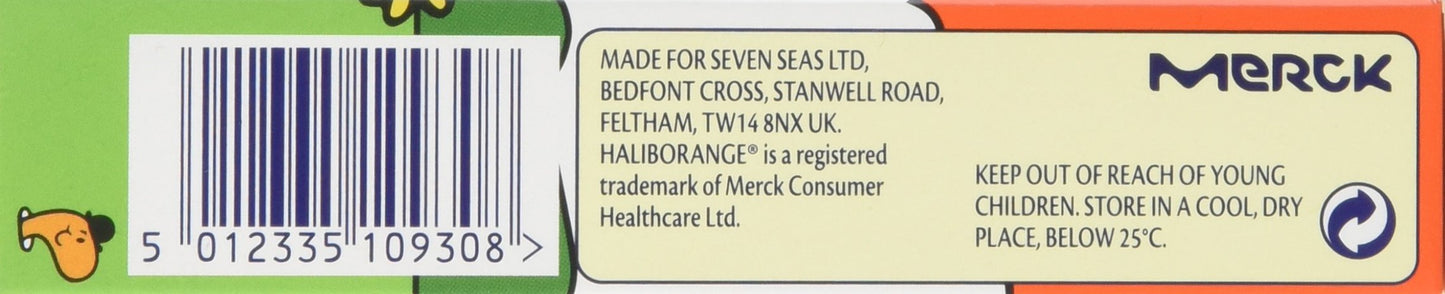 5 012335 109308 >
MADE FOR SEVEN SEAS LTD,
BEDFONT CROSS, STANWELL ROAD,
FELTHAM, TW14 8NX UK.
HALIBORANGE® is a registered
trademark of Merck Consumer
Healthcare Ltd.
MERCK
KEEP OUT OF REACH OF YOUNG
CHILDREN. STORE IN A COOL, DRY
PLACE, BELOW 25°C.